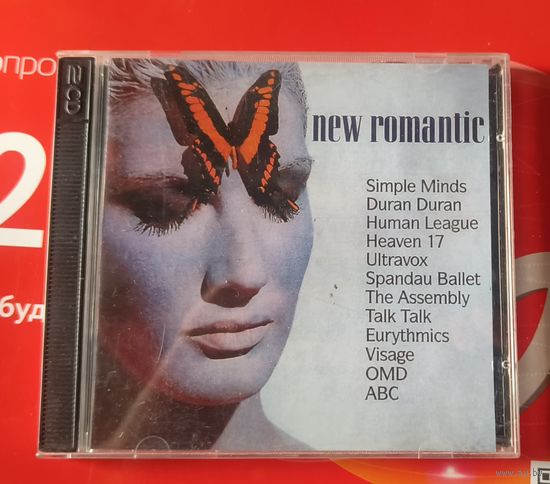 опро
2
буд
2CD
new romantic
Simple Minds
Duran Duran
Human League
Heaven 17
Ultravox
Spandau Ballet
The Assembly
Talk Talk
Eurythmics
Visage
OMD
ABC